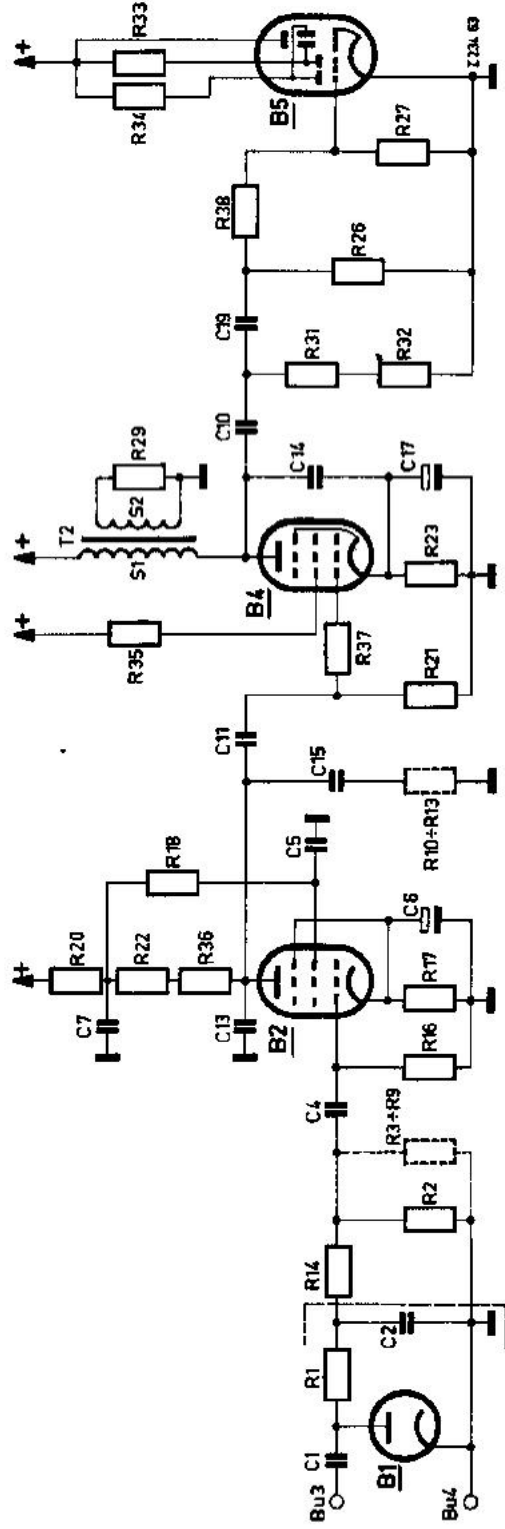 Bu3
Bu4
C1
B1
R1
C2
R14
R2
R3÷R9
C4
R16
R17
C6
B2
C13
C7
R20
R22
R36
R18
C5
C15
R10÷R13
C11
R21
R37
R23
C17
B4
C14
R35
S1
T2
S2
R29
C10
R31
R32
C19
R26
R38
R27
B5
R34
R33
+
+
+
+
Z234 63